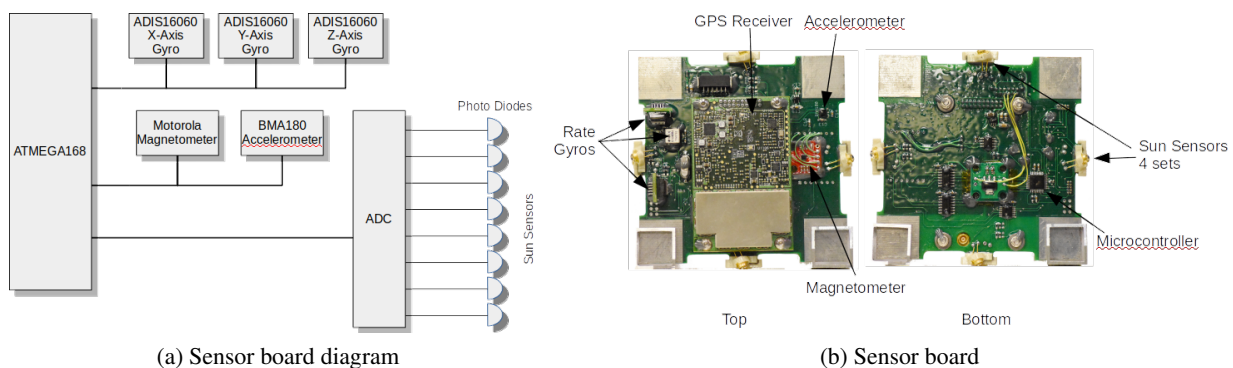 ATMEGA168
ADIS16060
X-Axis
Gyro
ADIS16060
Y-Axis
Gyro
ADIS16060
Z-Axis
Gyro
Motorola
Magnetometer
BMA180
Accelerometer
ADC
Photo Diodes
Sun Sensors
(a) Sensor board diagram
GPS Receiver
Accelerometer
Rate
Gyros
Sun Sensors
4 sets
Microcontroller
Magnetometer
Top
Bottom
(b) Sensor board